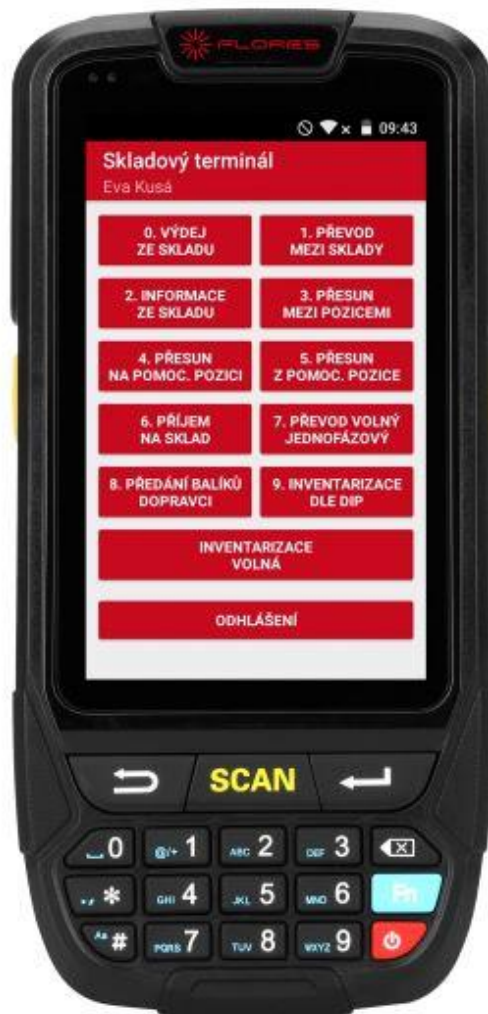 FLORES
09:43
Skladový terminál
Eva Kusá
0. VÝDEJ
ZE SKLADU
1. PŘEVOD
MEZI SKLADY
2. INFORMACE
ZE SKLADU
3. PŘESUN
MEZI POZICEMI
4. PŘESUN
NA POMOC. POZICI
5. PŘESUN
Z POMOC. POZICE
6. PŘÍJEM
NA SKLAD
7. PŘEVOD VOLNÝ
JEDNOFÁZOVÝ
8. PŘEDÁNÍ BALÍKŮ
DOPRAVCI
9. INVENTARIZACE
DLE DIP
INVENTARIZACE
VOLNÁ
ODHLÁŠENÍ
SCAN
0 @/+ 1 ABC 2 DEF 3
* GHI 4 JKL 5 MNO 6 Fn
Aa # PQRS 7 TUV 8 WXYZ 9